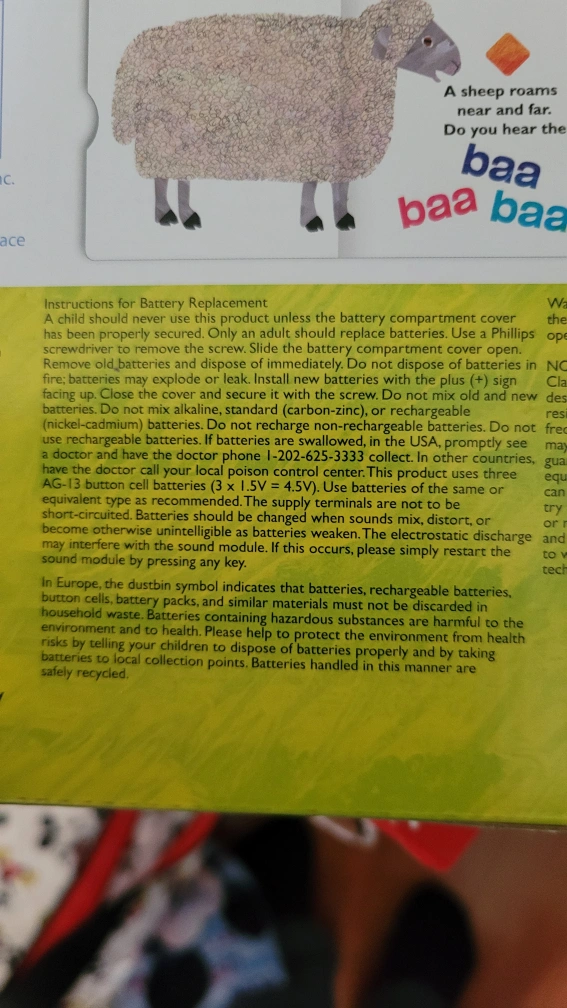 A sheep roams
near and far.
Do you hear the
baa
baa baa
ace
Instructions for Battery Replacement
A child should never use this product unless the battery compartment cover
has been properly secured. Only an adult should replace batteries. Use a Phillips
screwdriver to remove the screw. Slide the battery compartment cover open.
Remove old batteries and dispose of immediately. Do not dispose of batteries in
fire; batteries may explode or leak. Install new batteries with the plus (+) sign
facing up. Close the cover and secure it with the screw. Do not mix old and new
batteries. Do not mix alkaline, standard (carbon-zinc), or rechargeable
(nickel-cadmium) batteries. Do not recharge non-rechargeable batteries. Do not
use rechargeable batteries. If batteries are swallowed, in the USA, promptly see
a doctor and have the doctor phone 1-202-625-3333 collect. In other countries,
have the doctor call your local poison control center. This product uses three
AG-13 button cell batteries (3 x 1.5V = 4.5V). Use batteries of the same or
equivalent type as recommended. The supply terminals are not to be
short-circuited. Batteries should be changed when sounds mix, distort, or
become otherwise unintelligible as batteries weaken. The electrostatic discharge
may interfere with the sound module. If this occurs, please simply restart the
sound module by pressing any key.
In Europe, the dustbin symbol indicates that batteries, rechargeable batteries,
button cells, battery packs, and similar materials must not be discarded in
household waste. Batteries containing hazardous substances are harmful to the
environment and to health. Please help to protect the environment from health
risks by telling your children to dispose of batteries properly and by taking
batteries to local collection points. Batteries handled in this manner are
safely recycled.